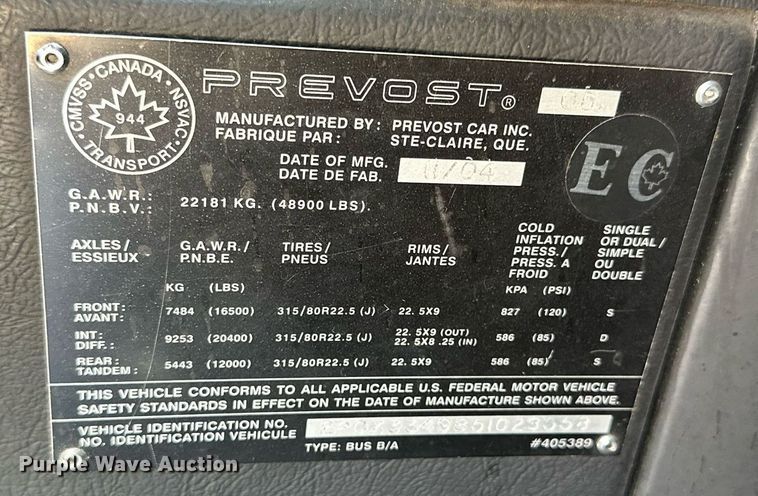 CMVSS · CANADA · NSVAC
944
TRANSPORT
PREVOST®
05
MANUFACTURED BY: PREVOST CAR INC.
FABRIQUE PAR: STE-CLAIRE, QUE.
DATE OF MFG.
DATE DE FAB. 11/04
EC
G.A.W.R.:
P.N.B.V.: 22181 KG. (48900 LBS).
AXLES/ G.A.W.R./ TIRES/ RIMS/ COLD INFLATION PRESS./ SINGLE OR DUAL/
ESSIEUX P.N.B.E. PNEUS JANTES PRESS. A FROID SIMPLE OU DOUBLE
KG (LBS) KPA (PSI)
FRONT:
AVANT: 7484 (16500) 315/80R22.5 (J) 22. 5X9 827 (120) S
INT: 22. 5X9 (OUT)
DIFF.: 9253 (20400) 315/80R22.5 (J) 22. 5X8 .25 (IN) 586 (85) D
REAR:
TANDEM: 5443 (12000) 315/80R22.5 (J) 22. 5X9 586 (85) S
THIS VEHICLE CONFORMS TO ALL APPLICABLE U.S. FEDERAL MOTOR VEHICLE
SAFETY STANDARDS IN EFFECT ON THE DATE OF MANUFACTURE SHOWN ABOVE.
VEHICLE IDENTIFICATION NO.
NO. IDENTIFICATION VEHICULE
TYPE: BUS B/A #405389
Purple Wave Auction